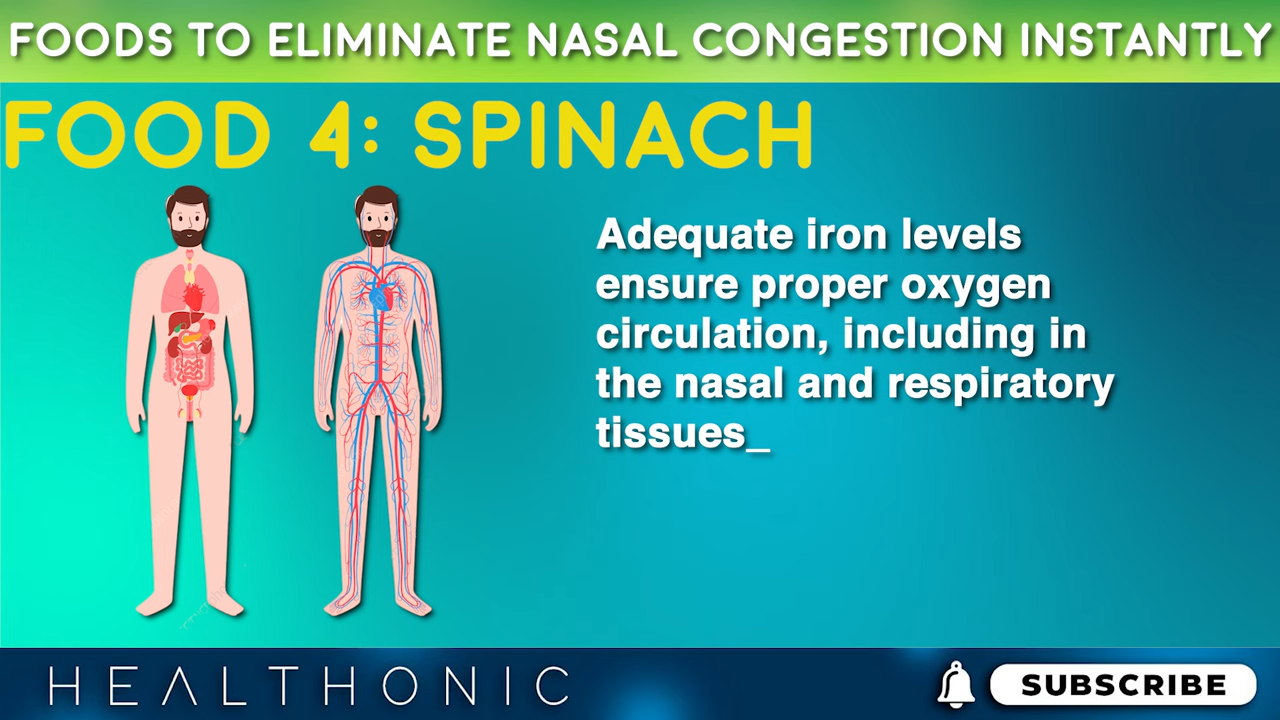 FOODS TO ELIMINATE NASAL CONGESTION INSTANTLY
FOOD 4: SPINACH
Adequate iron levels
ensure proper oxygen
circulation, including in
the nasal and respiratory
tissues_
HEALTHONIC
SUBSCRIBE